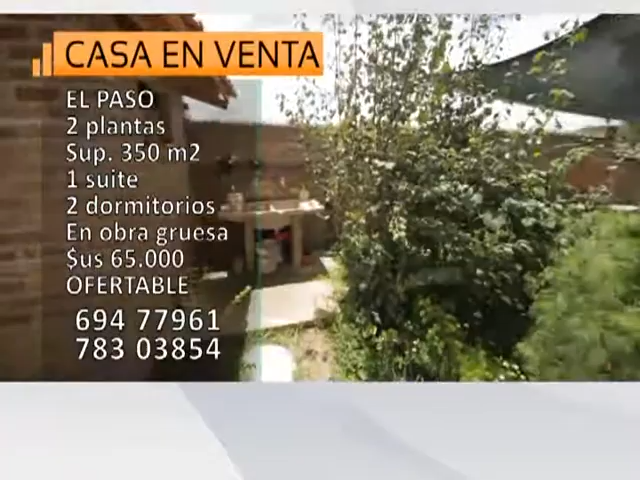 CASA EN VENTA
EL PASO
2 plantas
Sup. 350 m2
1 suite
2 dormitorios
En obra gruesa
$us 65.000
OFERTABLE
694 77961
783 03854